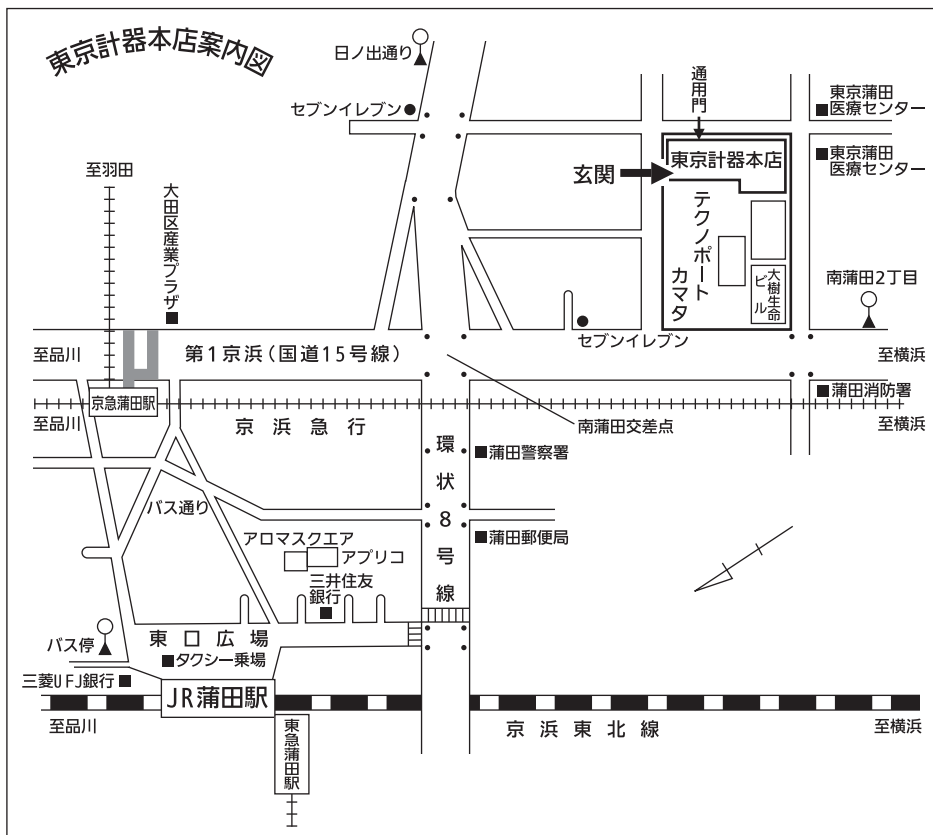 東京計器本店案内図
日ノ出通り
セブンイレブン
通用門
東京蒲田
医療センター
東京蒲田
医療センター
東京計器本店
玄関
至羽田
大田区産業プラザ
テクノポート
カマタ
大樹生命
ビル
南蒲田2丁目
セブンイレブン
至品川
第1京浜(国道15号線)
至横浜
蒲田消防署
京急蒲田駅
至品川
京浜急行
南蒲田交差点
至横浜
環状8号線
蒲田警察署
バス通り
アロマスクエア
アプリコ
蒲田郵便局
三井住友
銀行
バス停
東口広場
タクシー乗場
三菱UFJ銀行
JR蒲田駅
至品川
京浜東北線
至横浜
東急蒲田駅